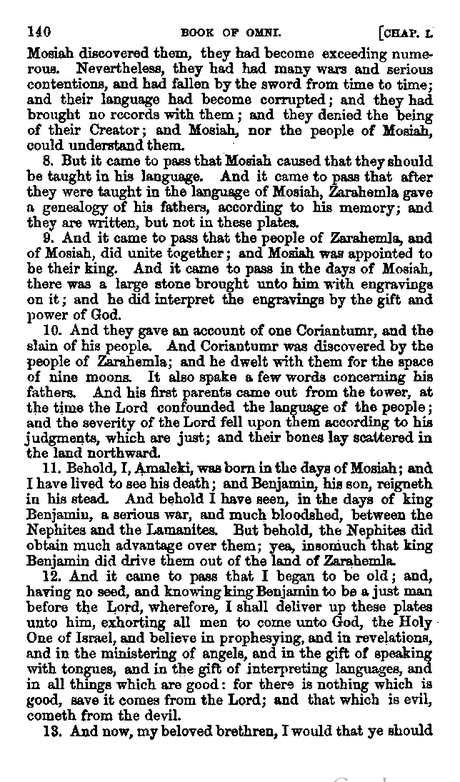 140 BOOK OF OMNI. [CHAP. I.
Mosiah discovered them, they had become exceeding nume-
rous. Nevertheless, they had had many wars and serious
contentions, and had fallen by the sword from time to time;
and their language had become corrupted; and they had
brought no records with them; and they denied the being
of their Creator; and Mosiah, nor the people of Mosiah,
could understand them.
8. But it came to pass that Mosiah caused that they should
be taught in his language. And it came to pass that after
they were taught in the language of Mosiah, Zarahemla gave
a genealogy of his fathers, according to his memory; and
they are written, but not in these plates.
9. And it came to pass that the people of Zarahemla, and
of Mosiah, did unite together; and Mosiah was appointed to
be their king. And it came to pass in the days of Mosiah,
there was a large stone brought unto him with engravings
on it; and he did interpret the engravings by the gift and
power of God.
10. And they gave an account of one Coriantumr, and the
slain of his people. And Coriantumr was discovered by the
people of Zarahemla; and he dwelt with them for the space
of nine moons. It also spake a few words concerning his
fathers. And his first parents came out from the tower, at
the time the Lord confounded the language of the people;
and the severity of the Lord fell upon them according to his
judgments, which are just; and their bones lay scattered in
the land northward.
11. Behold, I, Amaleki, was born in the days of Mosiah; and
I have lived to see his death; and Benjamin, his son, reigneth
in his stead. And behold I have seen, in the days of king
Benjamin, a serious war, and much bloodshed, between the
Nephites and the Lamanites. But behold, the Nephites did
obtain much advantage over them; yea, insomuch that king
Benjamin did drive them out of the land of Zarahemla.
12. And it came to pass that I began to be old; and,
having no seed, and knowing king Benjamin to be a just man
before the Lord, wherefore, I shall deliver up these plates
unto him, exhorting all men to come unto God, the Holy
One of Israel, and believe in prophesying, and in revelations,
and in the ministering of angels, and in the gift of speaking
with tongues, and in the gift of interpreting languages, and
in all things which are good: for there is nothing which is
good, save it comes from the Lord; and that which is evil,
cometh from the devil.
13. And now, my beloved brethren, I would that ye should